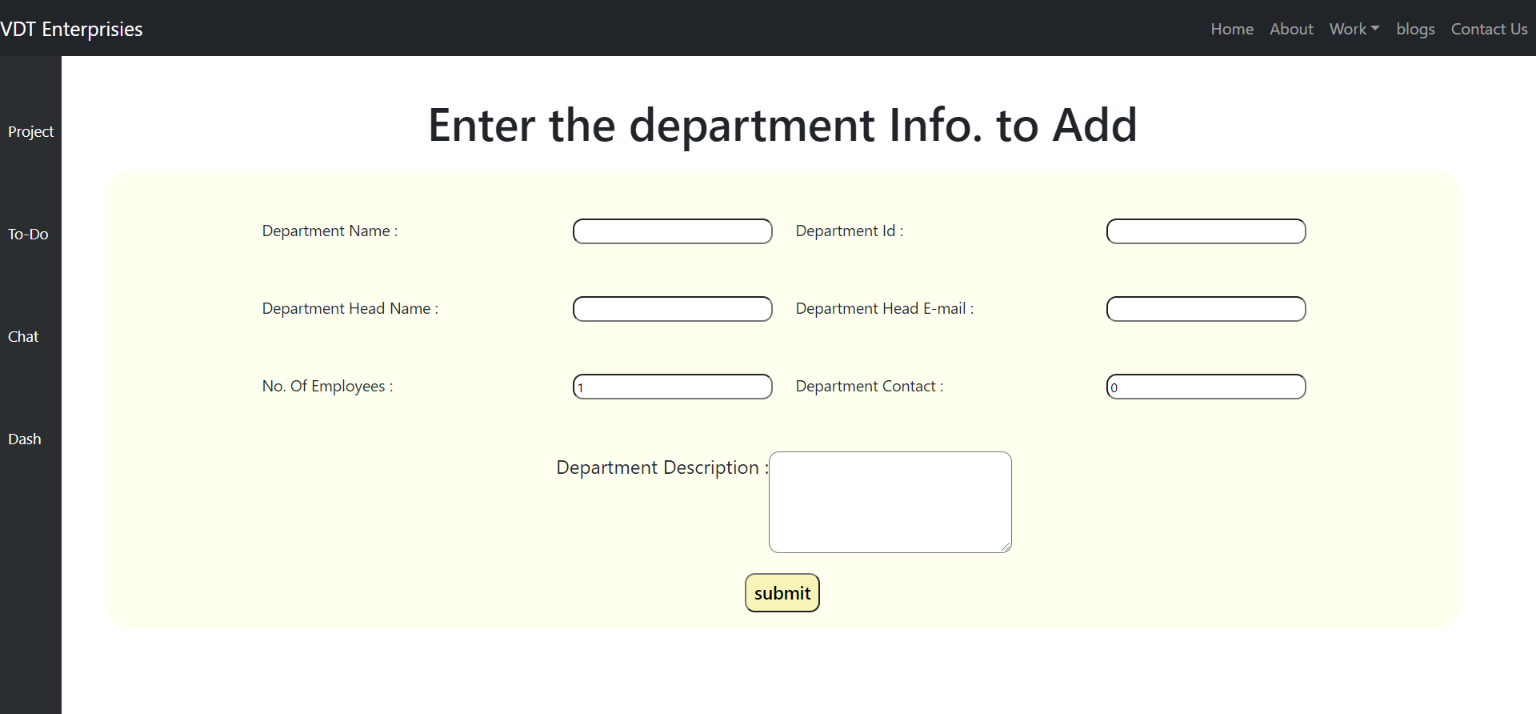 VDT Enterprisies
Home About Work blogs Contact Us
Project
To-Do
Chat
Dash
Enter the department Info. to Add
Department Name : Department Id :
Department Head Name : Department Head E-mail :
No. Of Employees : 1 Department Contact : 0
Department Description :
submit